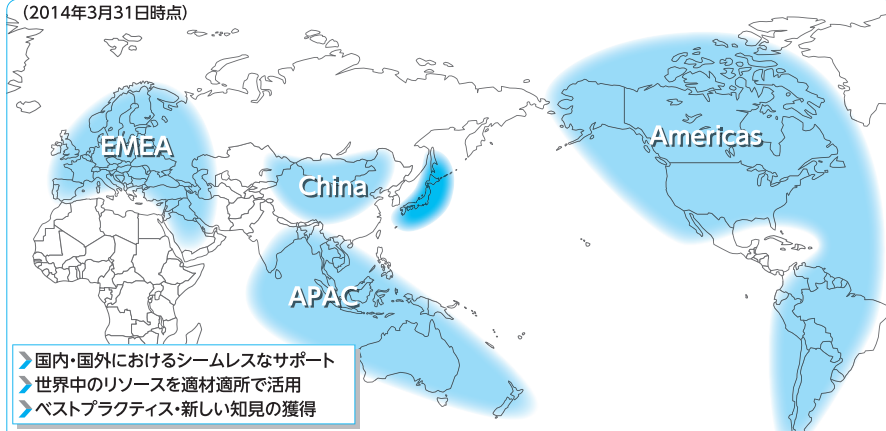 (2014年3月31日時点)
EMEA
China
Americas
APAC
国内・国外におけるシームレスなサポート
世界中のリソースを適材適所で活用
ベストプラクティス・新しい知見の獲得